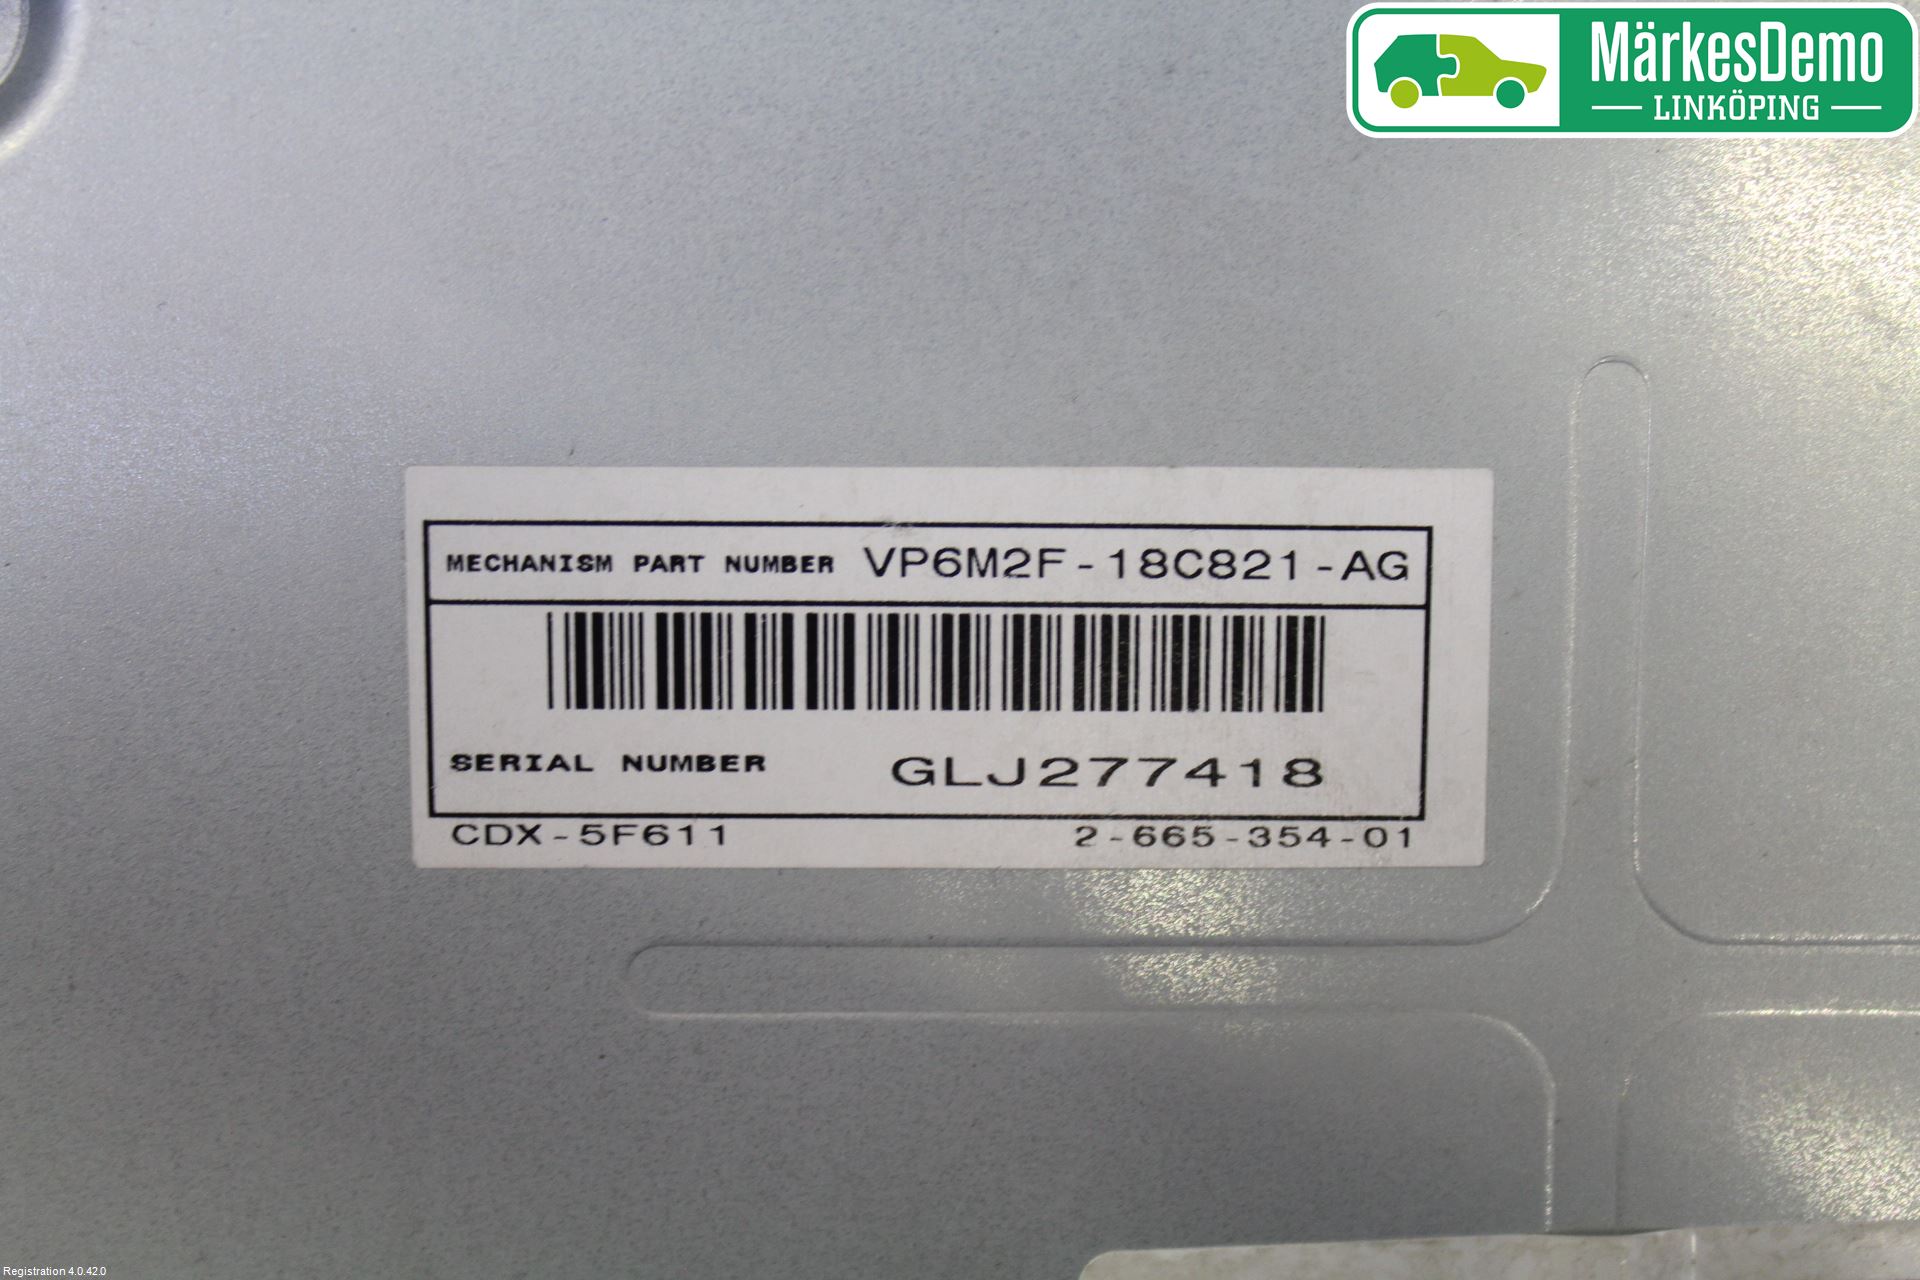 MärkesDemo
LINKÖPING
MECHANISM PART NUMBER VP6M2F-18C821-AG
SERIAL NUMBER GLJ277418
CDX-5F611 2-665-354-01
Registration 4.0.42.0